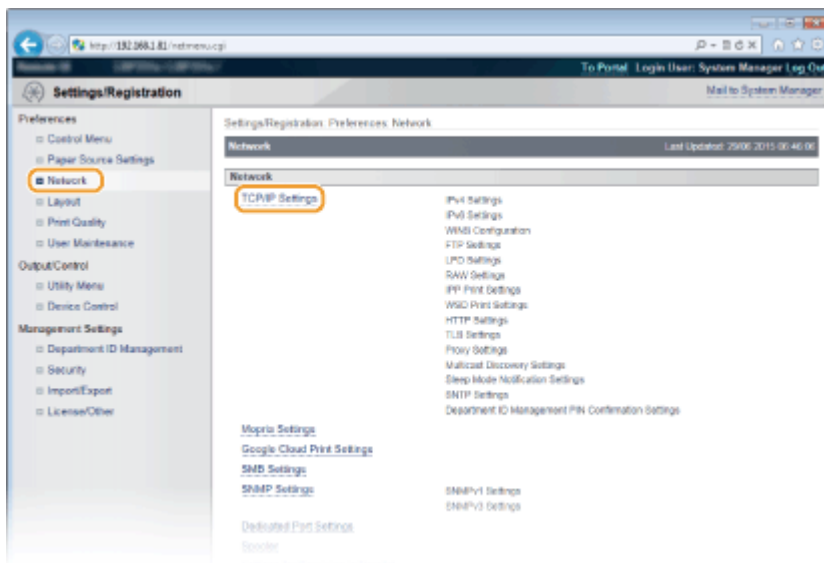 http://192.168.1.81/netmenu.cgi
To Portal Login User: System Manager Log Ou
Settings/Registration
Mail to System Manager
Preferences
Control Menu
Paper Source Settings
Network
Layout
Print Quality
User Maintenance
Output/Control
Utility Menu
Device Control
Management Settings
Department ID Management
Security
Import/Export
License/Other
Settings/Registration: Preferences: Network
Network
Last Updated: 29/06 2015 06:46:06
Network
TCP/IP Settings
IPv4 Settings
IPv6 Settings
WINS Configuration
FTP Settings
LPD Settings
RAW Settings
IPP Print Settings
WSD Print Settings
HTTP Settings
TLS Settings
Proxy Settings
Multicast Discovery Settings
Sleep Mode Notification Settings
SNTP Settings
Department ID Management PIN Confirmation Settings
Mopria Settings
Google Cloud Print Settings
SMB Settings
SNMP Settings
SNMPv1 Settings
SNMPv3 Settings
Dedicated Port Settings
Spooler